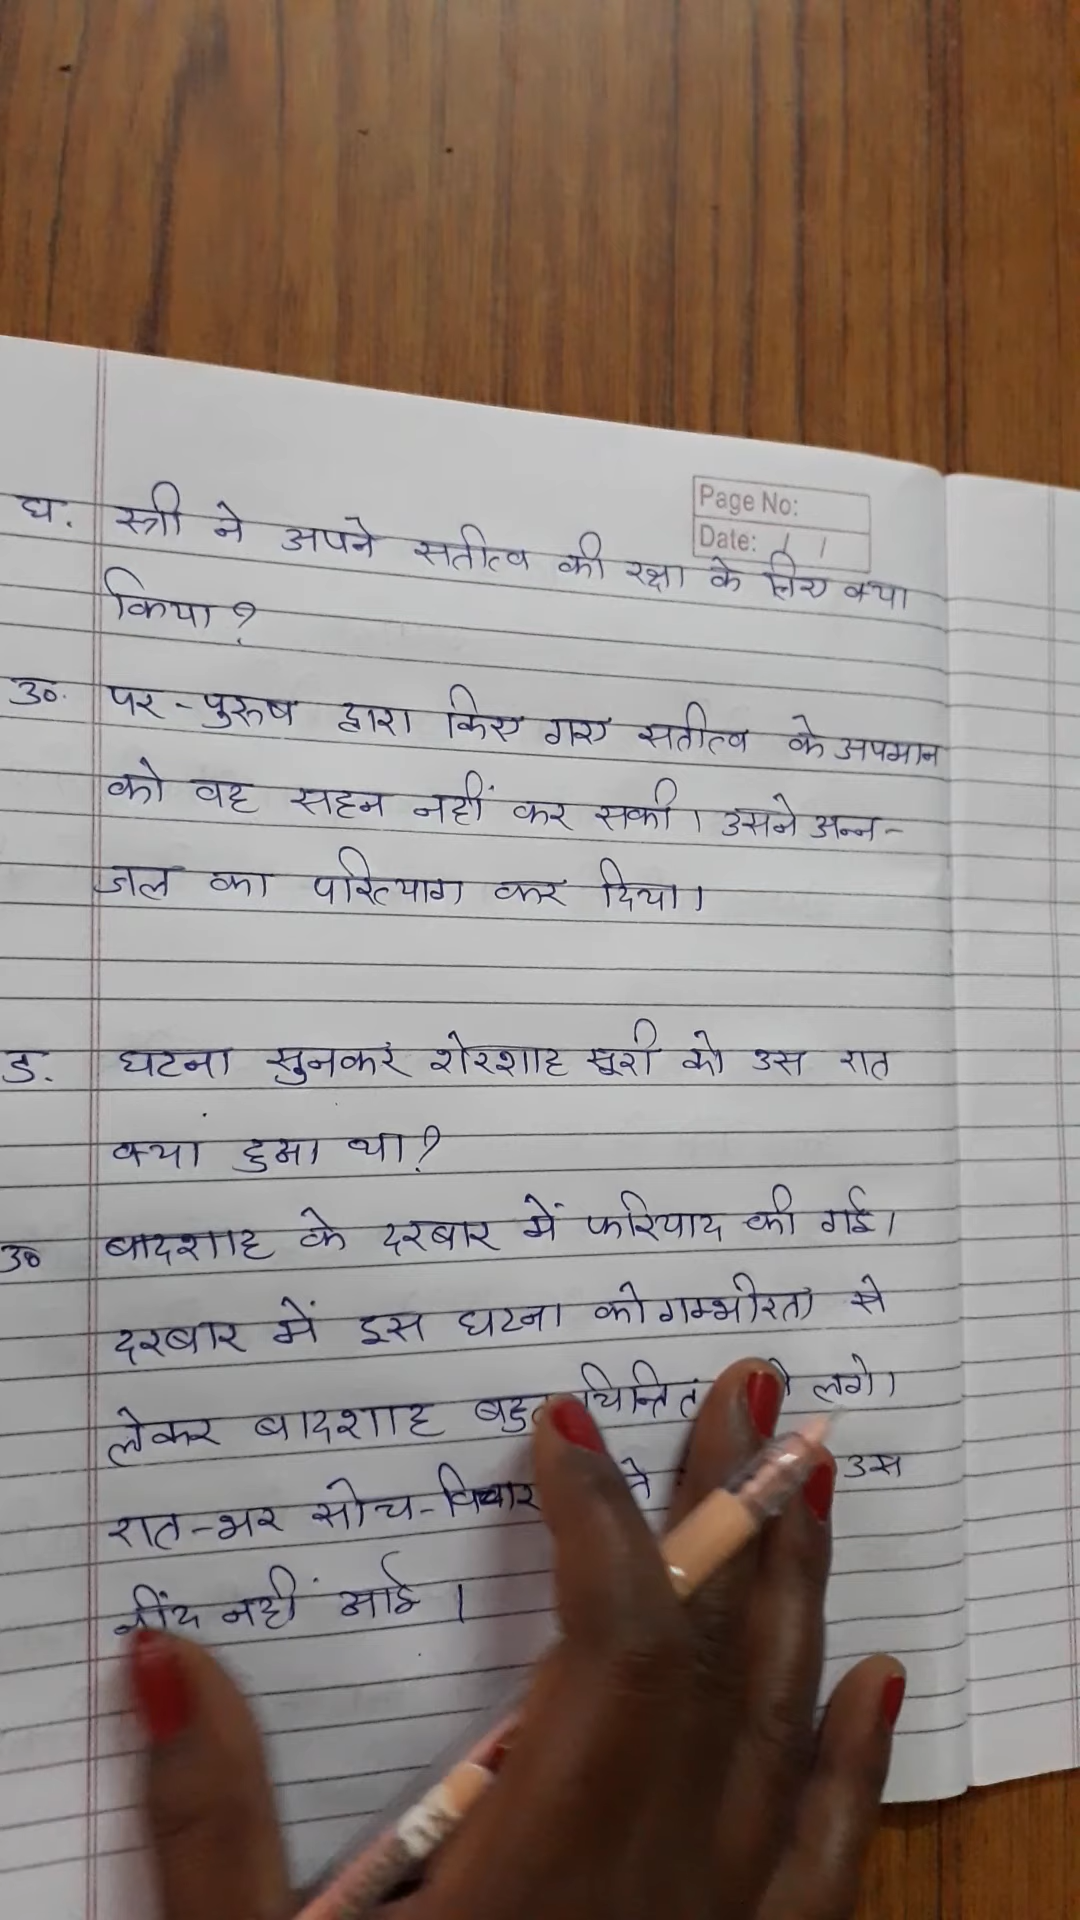 Page No:
Date: / /
घ. स्त्री ने अपने सतीत्व की रक्षा के लिए क्या
किया?
उ०. पर-पुरुष द्वारा किए गए सतीत्व के अपमान
को वह सहन नहीं कर सकी। उसने अन्न-
जल का परित्याग कर दिया।
ड. घटना सुनकर शेरशाह सूरी को उस रात
क्या हुआ था?
उ० बादशाह के दरबार में फरियाद की गई।
दरबार में इस घटना को गम्भीरता से
लेकर बादशाह बहुत चिन्तित लगे।
रात-भर सोच-विचार उस
नींद नहीं आई।